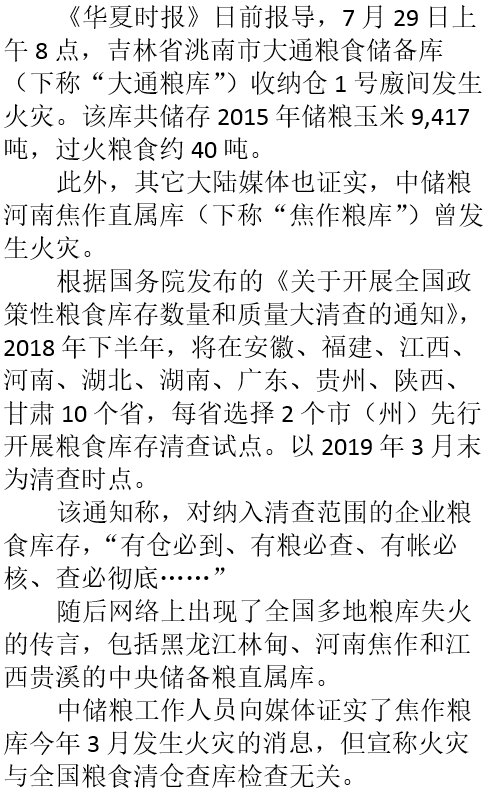 《华夏时报》日前报导，7 月 29 日上
午 8 点，吉林省洮南市大通粮食储备库
（下称“大通粮库”）收纳仓 1 号廒间发生
火灾。该库共储存 2015 年储粮玉米 9,417
吨，过火粮食约 40 吨。
此外，其它大陆媒体也证实，中储粮
河南焦作直属库（下称“焦作粮库”）曾发
生火灾。
根据国务院发布的《关于开展全国政
策性粮食库存数量和质量大清查的通知》，
2018 年下半年，将在安徽、福建、江西、
河南、湖北、湖南、广东、贵州、陕西、
甘肃 10 个省，每省选择 2 个市（州）先行
开展粮食库存清查试点。以 2019 年 3 月末
为清查时点。
该通知称，对纳入清查范围的企业粮
食库存，“有仓必到、有粮必查、有帐必
核、查必彻底……”
随后网络上出现了全国多地粮库失火
的传言，包括黑龙江林甸、河南焦作和江
西贵溪的中央储备粮直属库。
中储粮工作人员向媒体证实了焦作粮
库今年 3 月发生火灾的消息，但宣称火灾
与全国粮食清仓查库检查无关。